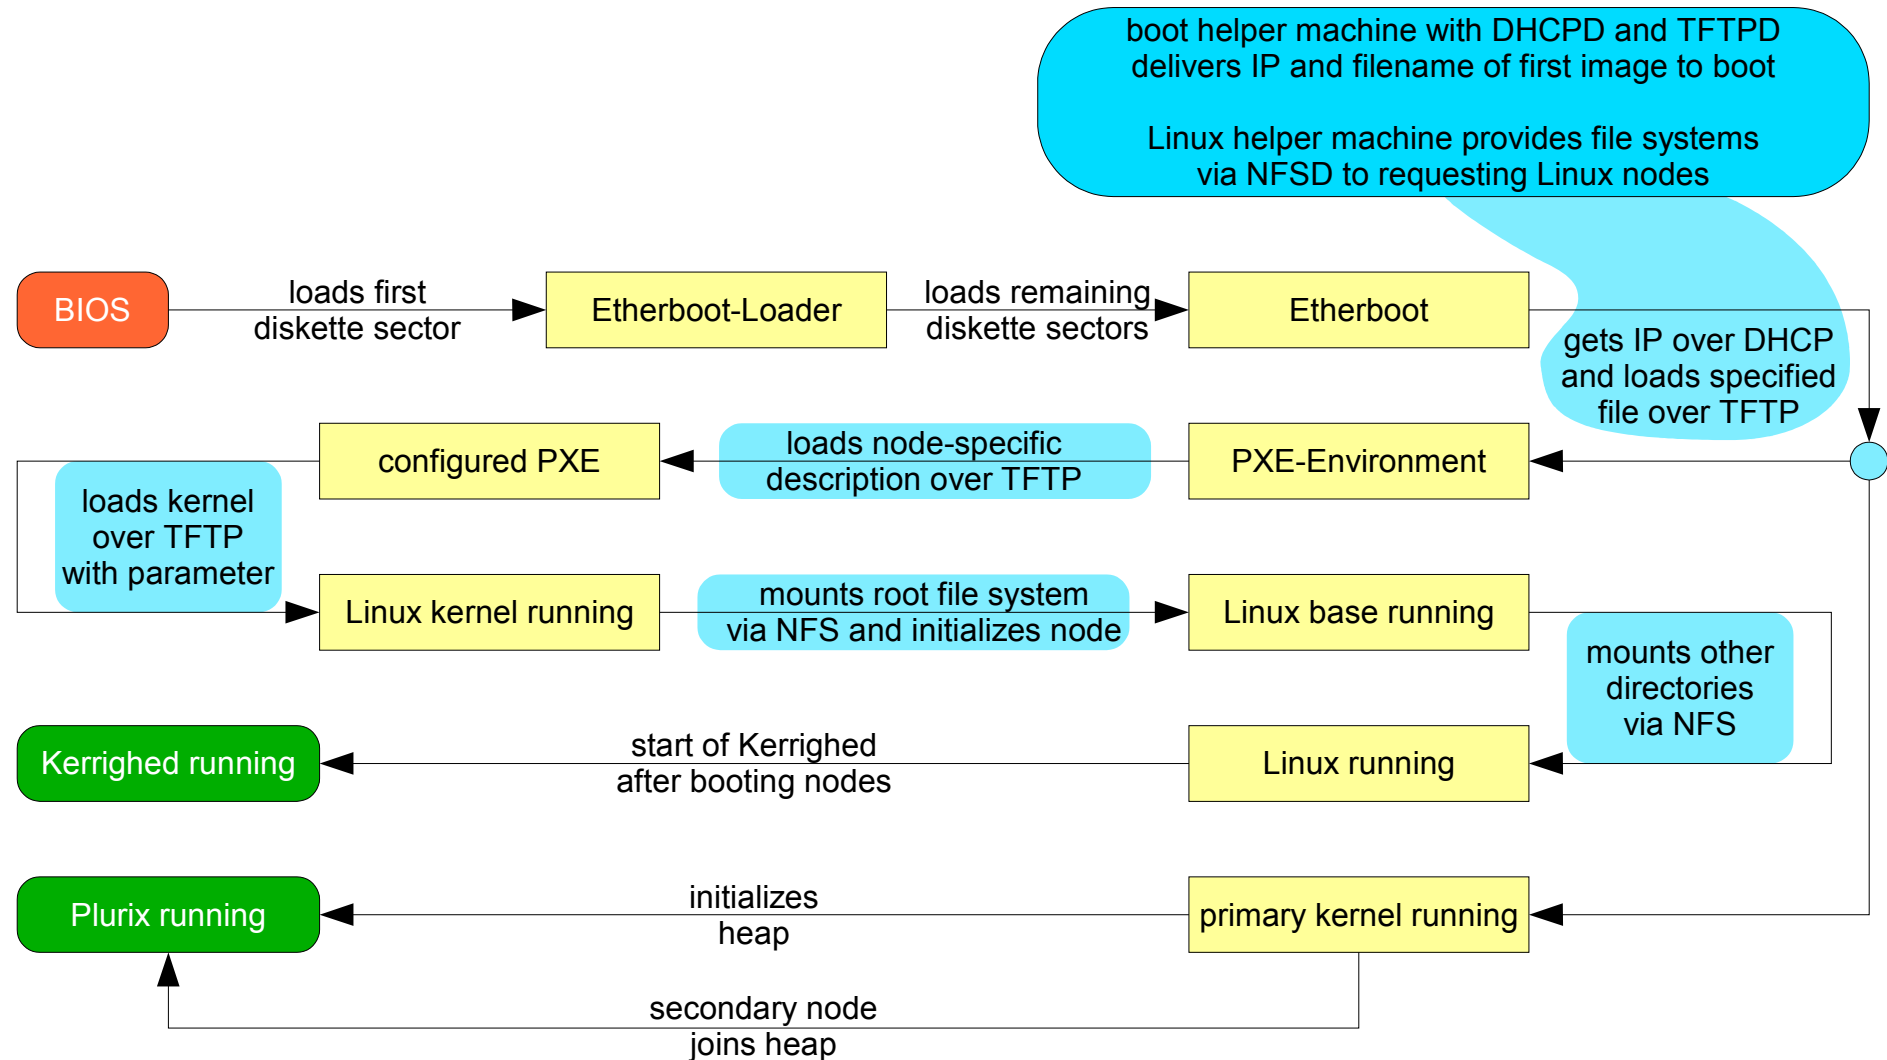 boot helper machine with DHCPD and TFTPD
delivers IP and filename of first image to boot
Linux helper machine provides file systems
via NFSD to requesting Linux nodes
BIOS
loads first
diskette sector
Etherboot-Loader
loads remaining
diskette sectors
Etherboot
gets IP over DHCP
and loads specified
file over TFTP
PXE-Environment
loads node-specific
description over TFTP
configured PXE
loads kernel
over TFTP
with parameter
Linux kernel running
mounts root file system
via NFS and initializes node
Linux base running
mounts other
directories
via NFS
Linux running
start of Kerrighed
after booting nodes
Kerrighed running
primary kernel running
initializes
heap
Plurix running
secondary node
joins heap